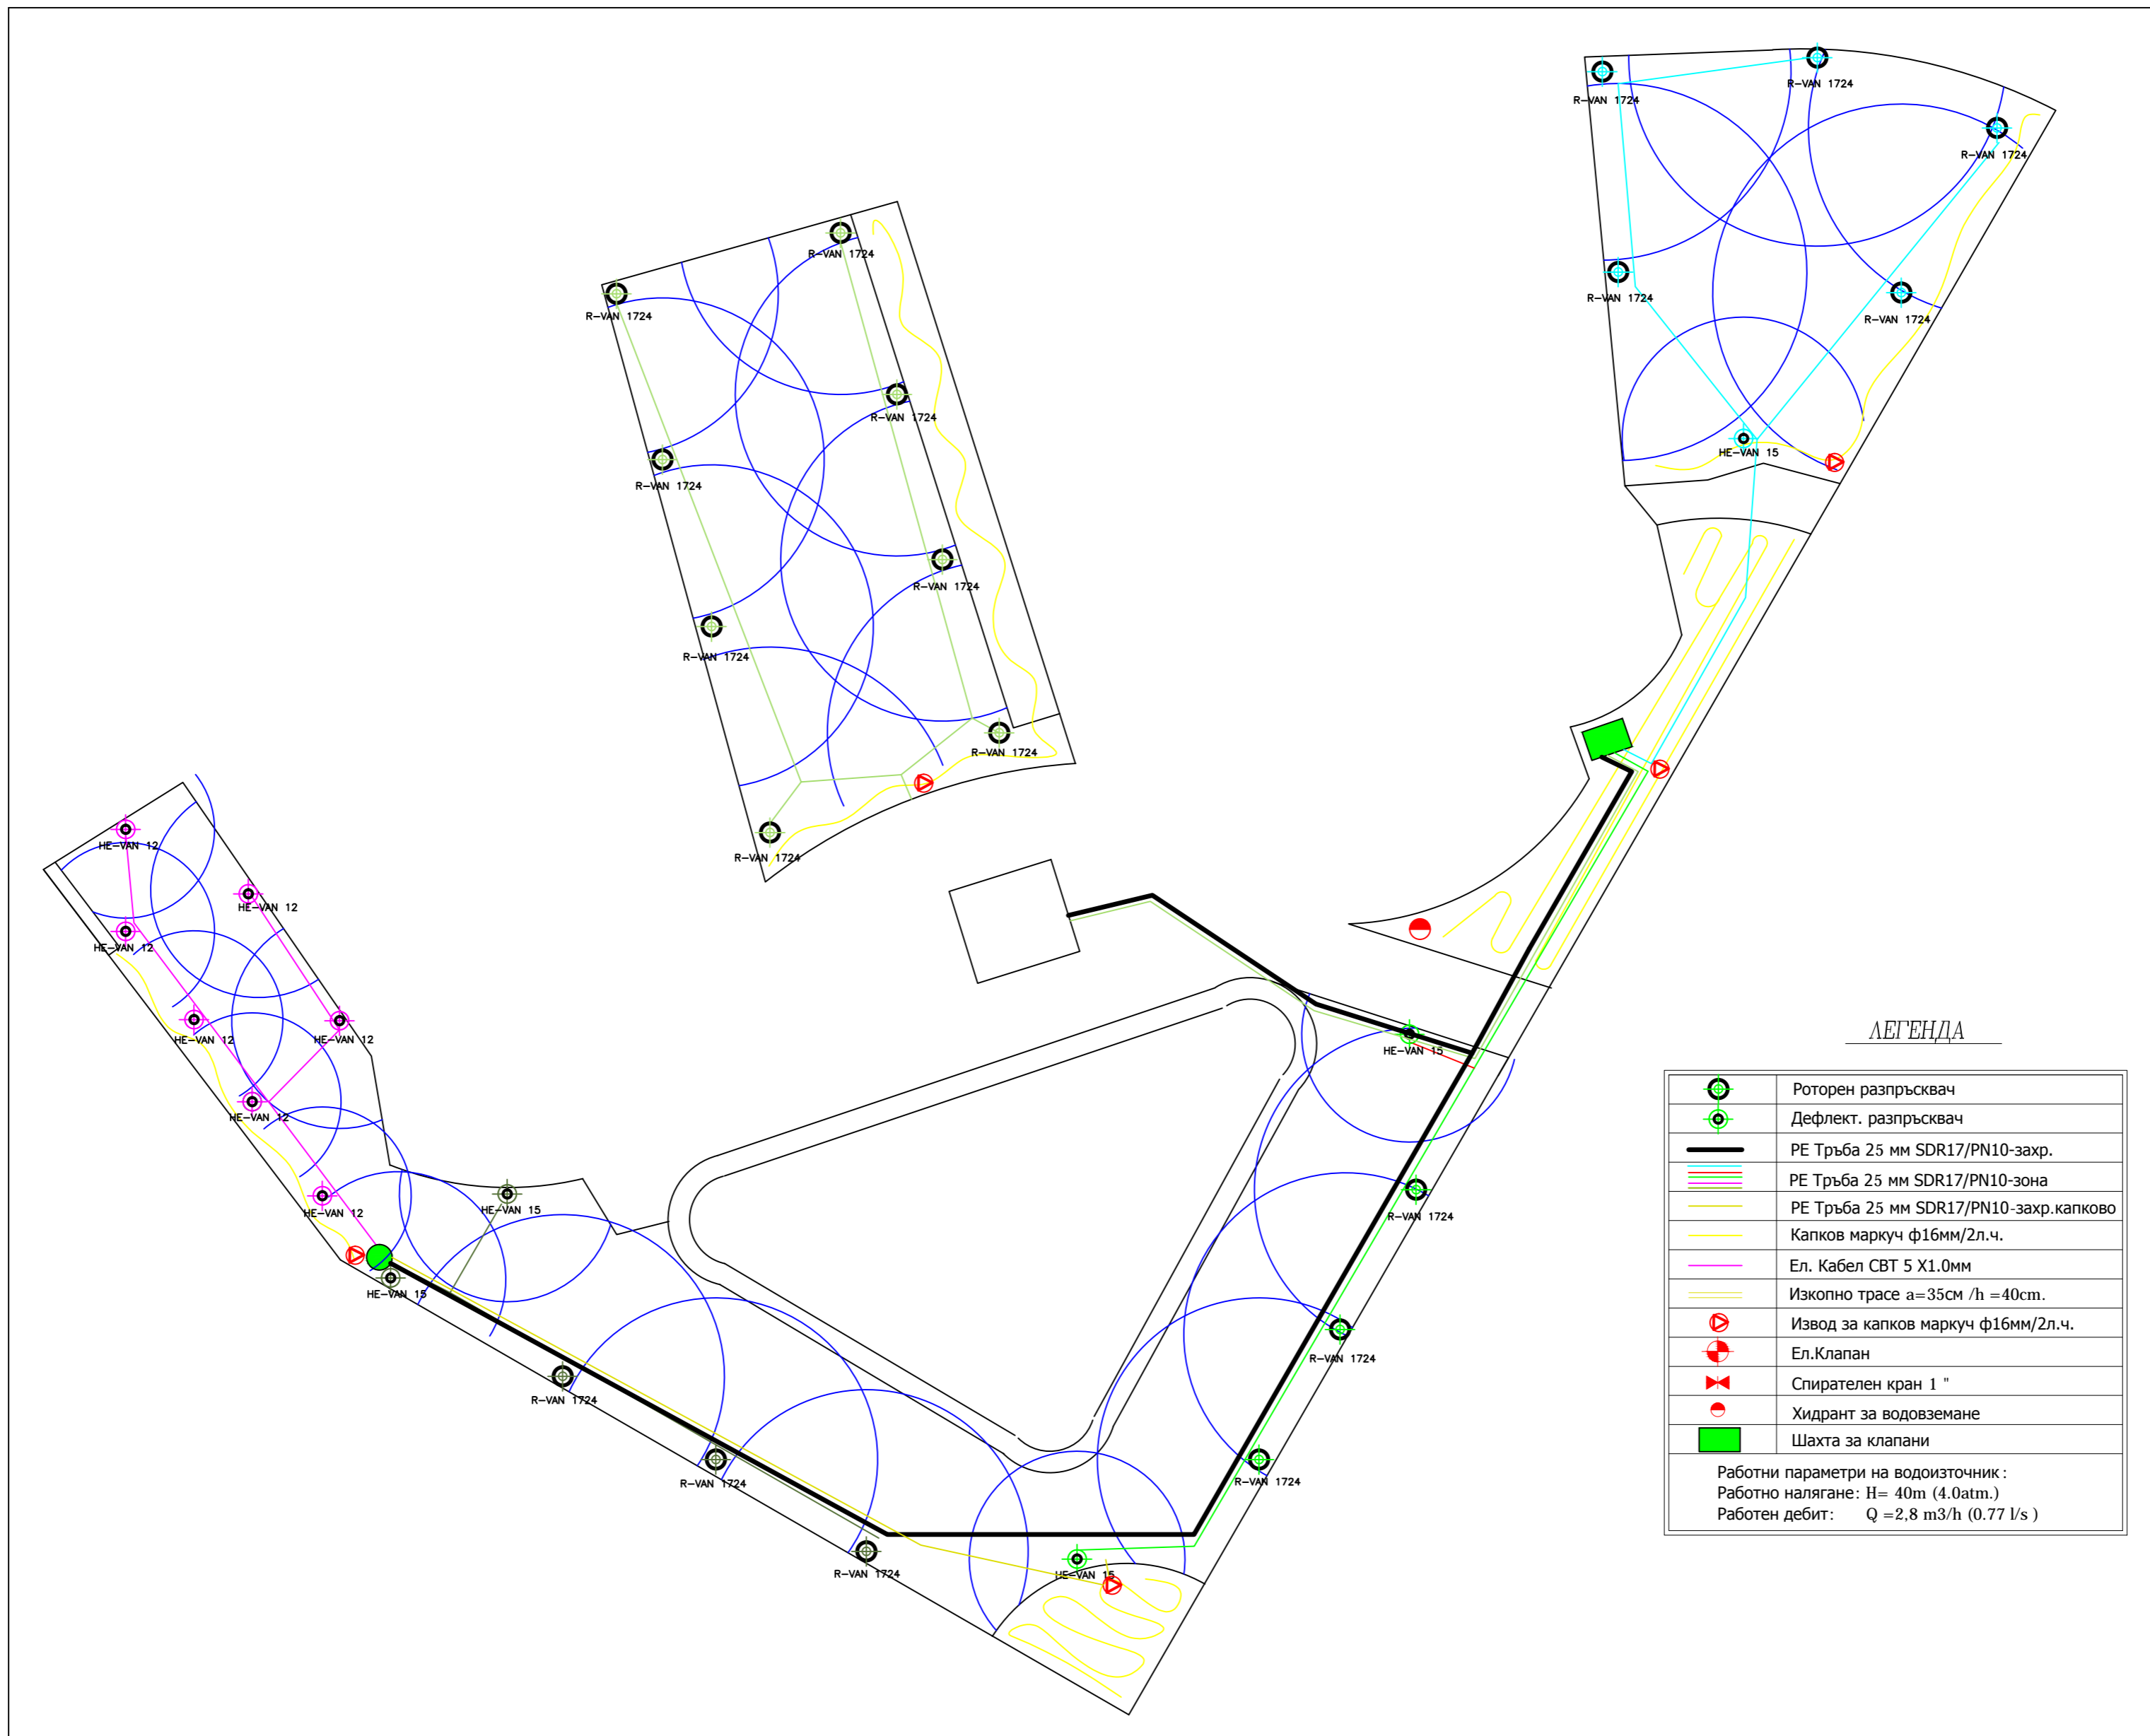 R-VAN 1724
R-VAN 1724
R-VAN 1724
R-VAN 1724
R-VAN 1724
HE-VAN 15
R-VAN 1724
R-VAN 1724
R-VAN 1724
R-VAN 1724
R-VAN 1724
R-VAN 1724
R-VAN 1724
R-VAN 1724
HE-VAN 12
HE-VAN 12
HE-VAN 12
HE-VAN 12
HE-VAN 12
HE-VAN 12
HE-VAN 12
HE-VAN 15
HE-VAN 15
HE-VAN 15
R-VAN 1724
R-VAN 1724
R-VAN 1724
R-VAN 1724
R-VAN 1724
R-VAN 1724
HE-VAN 15
ЛЕГЕНДА
Роторен разпръсквач
Дефлект. разпръсквач
PE Тръба 25 мм SDR17/PN10-захр.
PE Тръба 25 мм SDR17/PN10-зона
PE Тръба 25 мм SDR17/PN10-захр.капково
Капков маркуч ф16мм/2л.ч.
Ел. Кабел СВТ 5 X1.0мм
Изкопно трасе a=35см /h =40cm.
Извод за капков маркуч ф16мм/2л.ч.
Ел.Клапан
Спирателен кран 1 "
Хидрант за водовземане
Шахта за клапани
Работни параметри на водоизточник :
Работно налягане: H= 40m (4.0atm.)
Работен дебит: Q =2,8 m3/h (0.77 l/s )